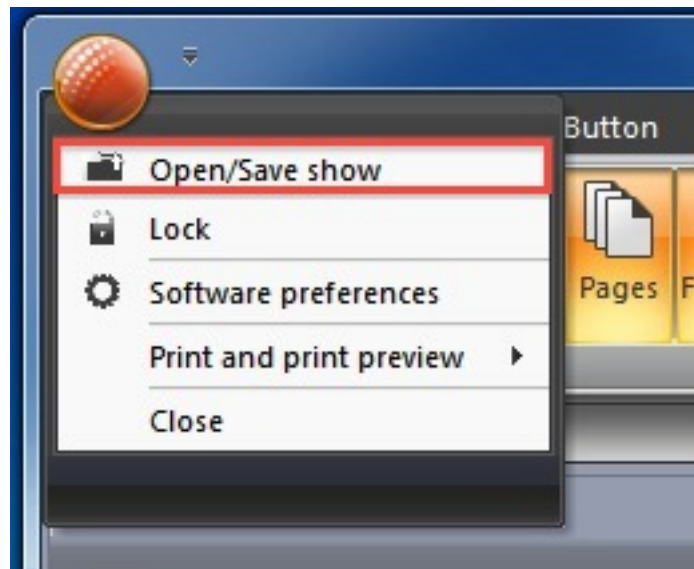 Button
Open/Save show
Lock
Software preferences
Pages
Print and print preview
Close